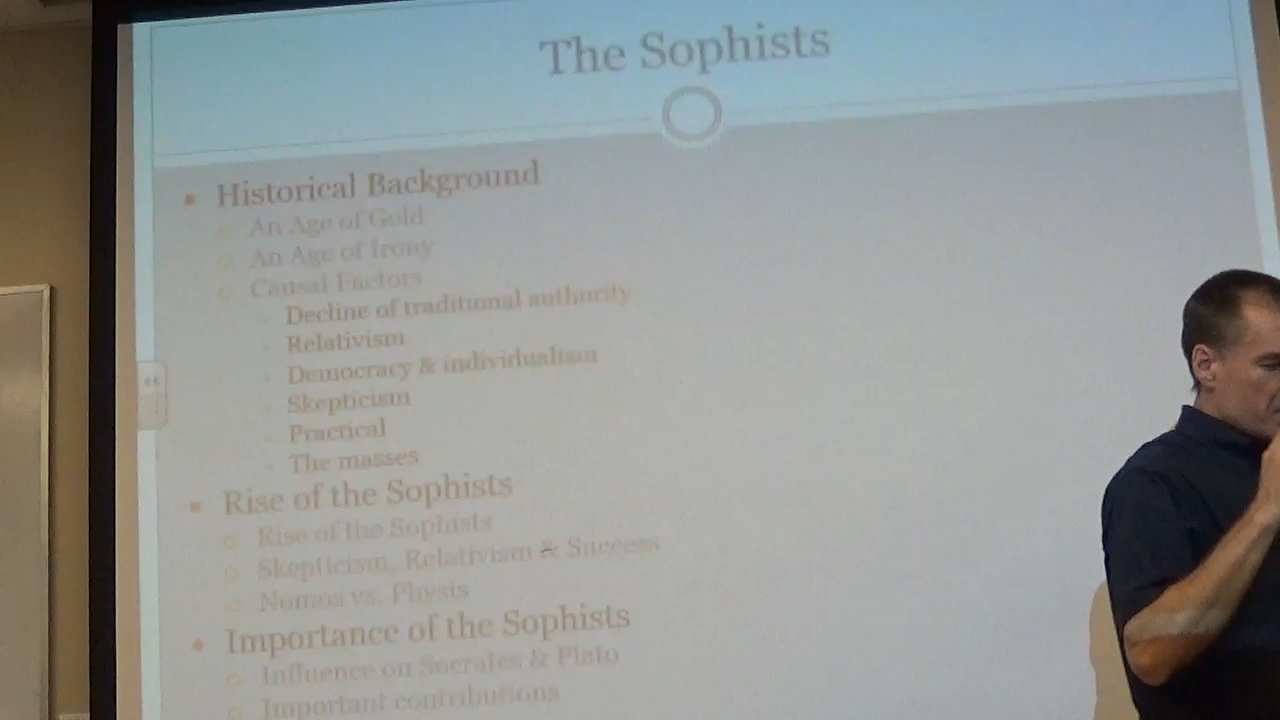 The Sophists
Historical Background
An Age of Gold
An Age of Irony
Causal Factors
Decline of traditional authority
Relativism
Democracy & individualism
Skepticism
Practical
The masses
Rise of the Sophists
Rise of the Sophists
Skepticism, Relativism & Success
Nomos vs. Physis
Importance of the Sophists
Influence on Socrates & Plato
Important contributions